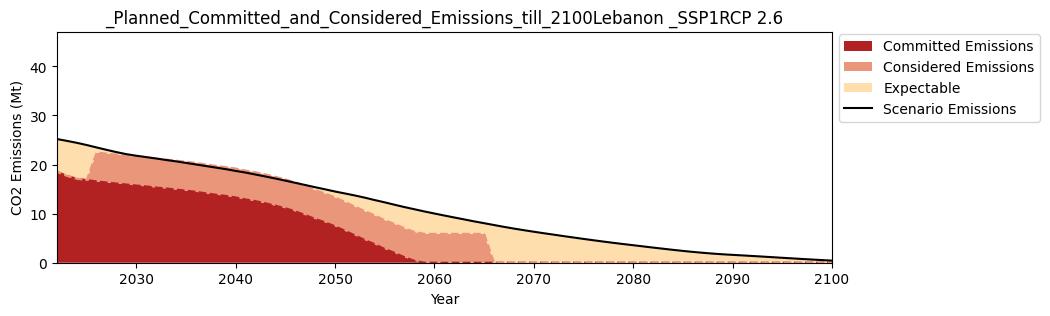 _Planned_Committed_and_Considered_Emissions_till_2100Lebanon _SSP1RCP 2.6
CO2 Emissions (Mt)
40
30
20
10
0
2030 2040 2050 2060 2070 2080 2090 2100
Year
Committed Emissions
Considered Emissions
Expectable
Scenario Emissions